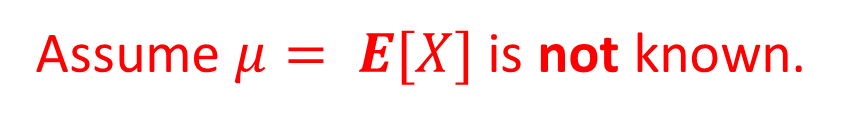 Assume μ = E[X] is not known.